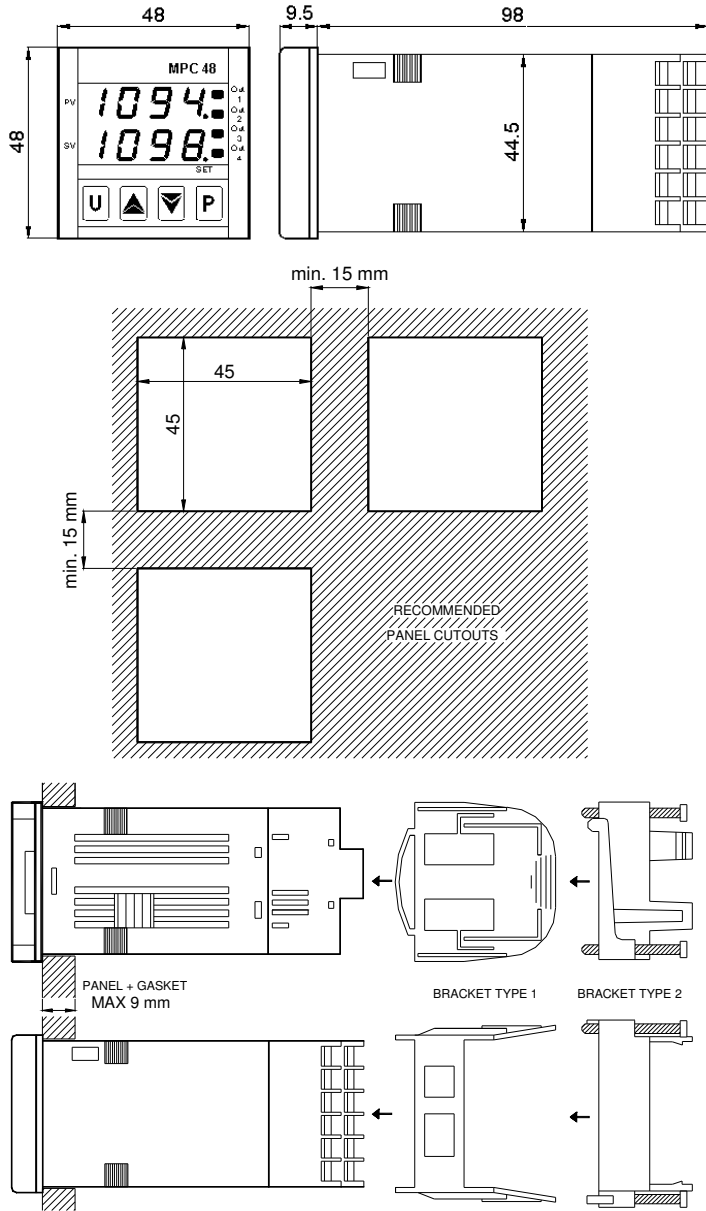 48
9.5
98
48
MPC 48
PV
1094.
Out
1
Out
2
SV
1098.
Out
3
Out
4
SET
U
P
44.5
min. 15 mm
45
45
min. 15 mm
RECOMMENDED
PANEL CUTOUTS
PANEL + GASKET
MAX 9 mm
BRACKET TYPE 1
BRACKET TYPE 2